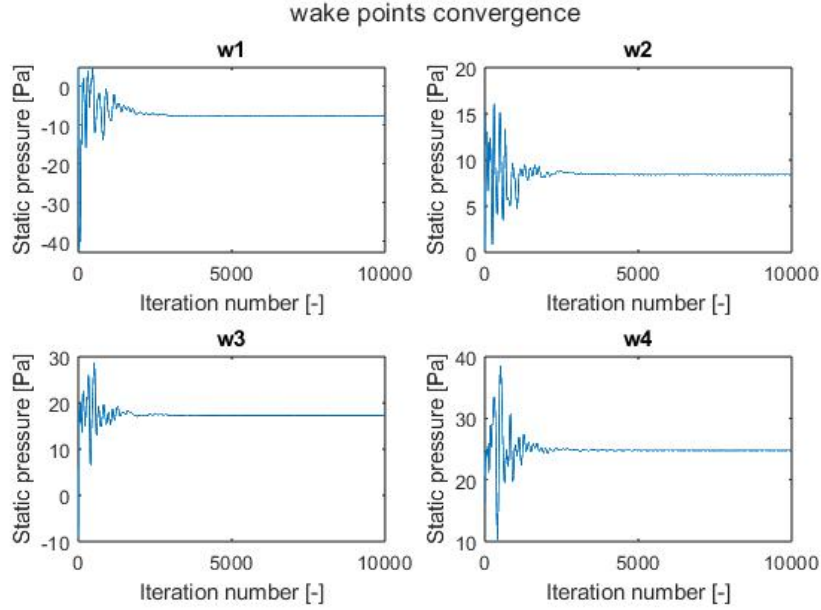 wake points convergence
w1
Static pressure [Pa]
0
-10
-20
-30
-40
0 5000 10000
Iteration number [-]
w2
Static pressure [Pa]
20
15
10
5
0
0 5000 10000
Iteration number [-]
w3
Static pressure [Pa]
30
20
10
0
-10
0 5000 10000
Iteration number [-]
w4
Static pressure [Pa]
40
30
20
10
0 5000 10000
Iteration number [-]